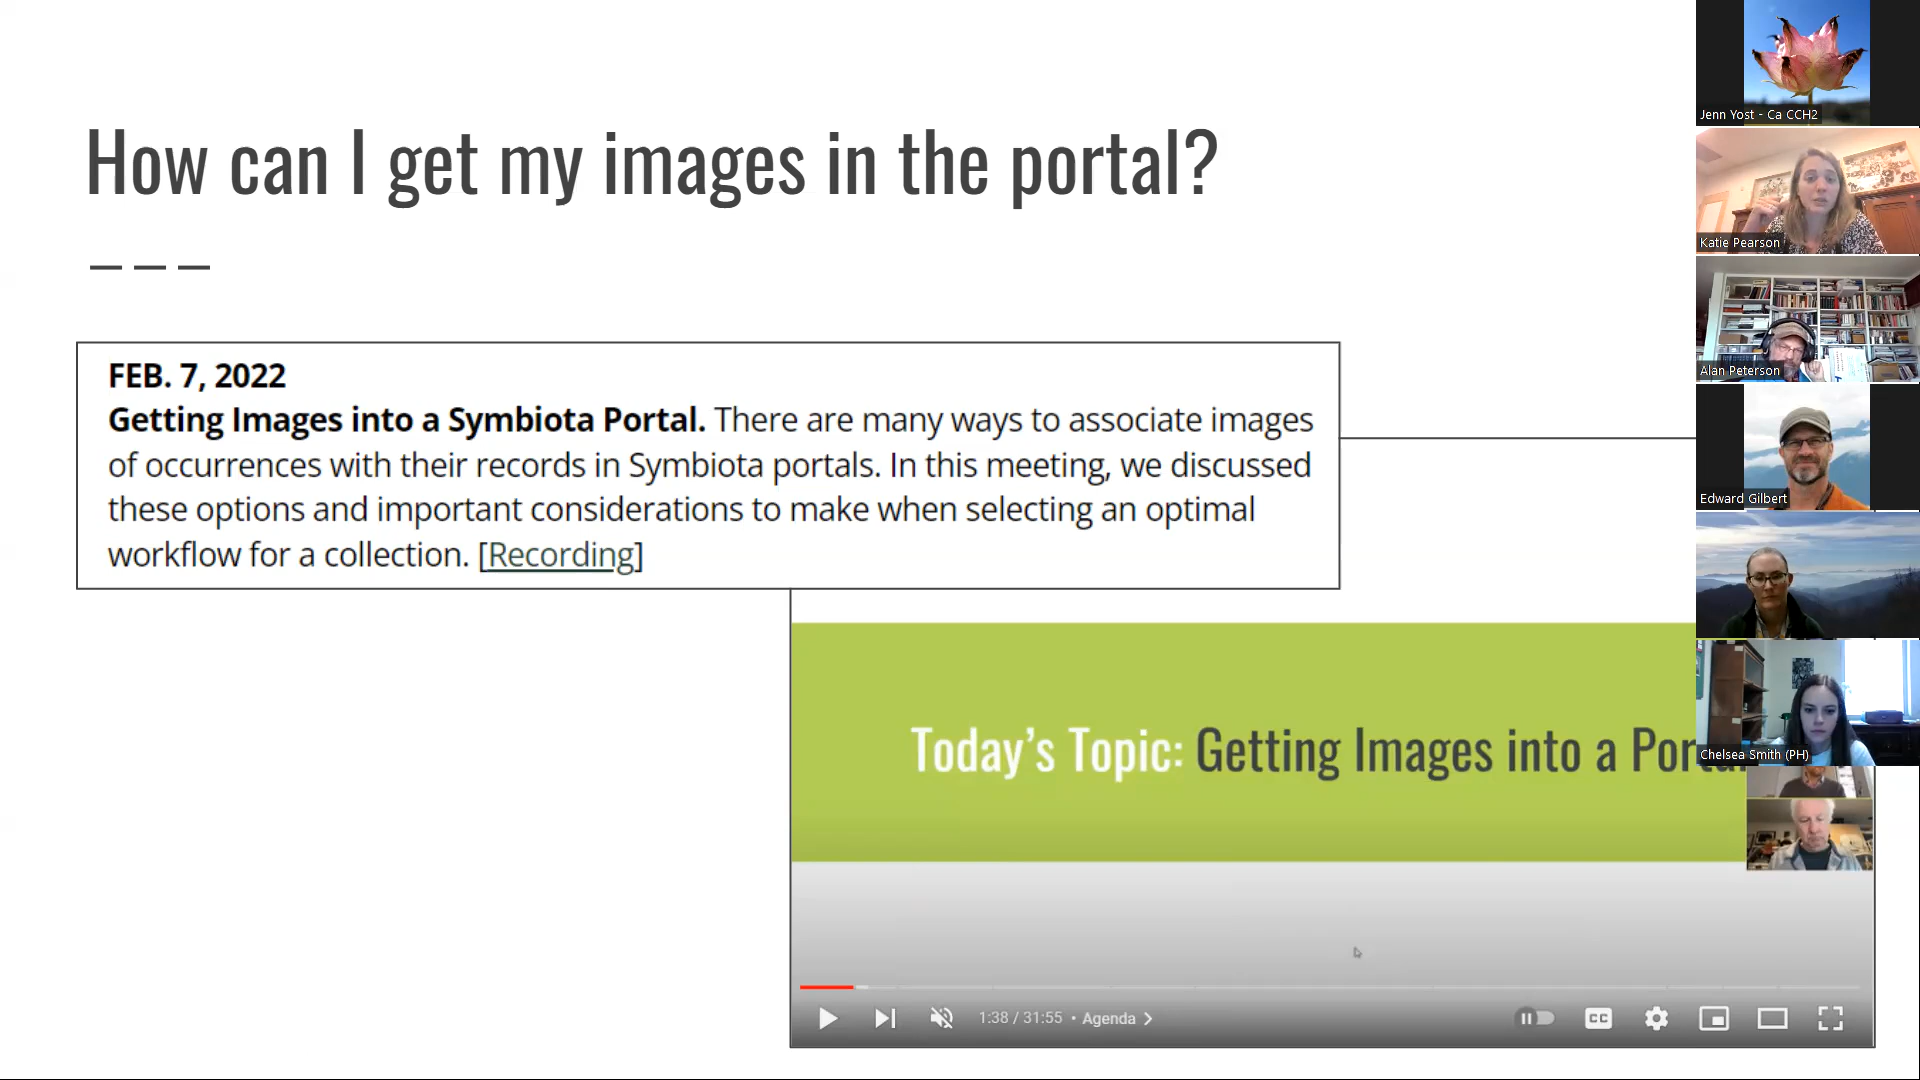 How can I get my images in the portal?
FEB. 7, 2022
Getting Images into a Symbiota Portal. There are many ways to associate images
of occurrences with their records in Symbiota portals. In this meeting, we discussed
these options and important considerations to make when selecting an optimal
workflow for a collection. [Recording]
Today's Topic: Getting Images into a Portal
1:38 / 31:55 • Agenda
CC
Jenn Yost - Ca CCH2
Katie Pearson
Alan Peterson
Edward Gilbert
Chelsea Smith (PH)